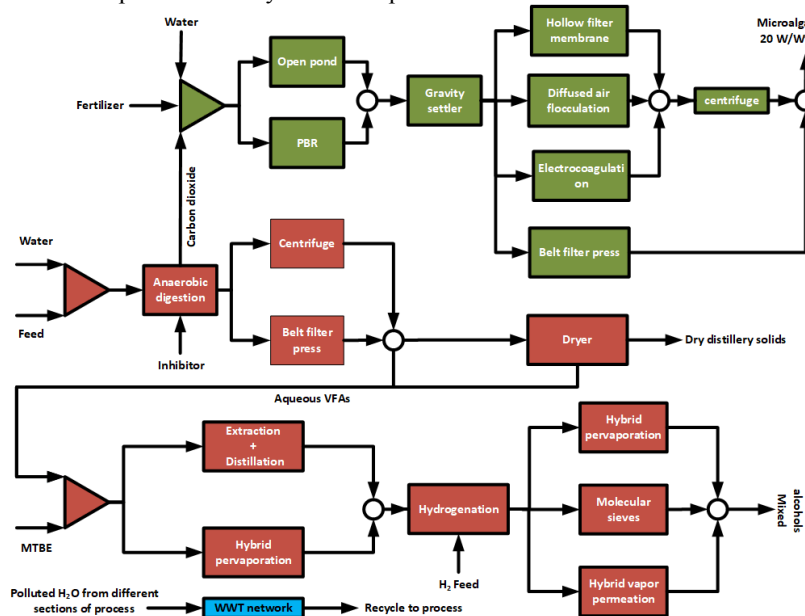 Water
Hollow filter
membrane
Microalg
20 W/W
Open pond
Fertilizer
Gravity
settler
Diffused air
flocculation
centrifuge
PBR
Electrocoagulati
on
Carbon dioxide
Water
Centrifuge
Belt filter press
Anaerobic
digestion
Feed
Belt filter
press
Dryer
Dry distillery solids
Inhibitor
Aqueous VFAs
Extraction
+
Distillation
Hybrid
pervaporation
Hydrogenation
Molecular
sieves
Mixed
alcohols
MTBE
Hybrid
pervaporation
H₂ Feed
Hybrid vapor
permeation
Polluted H₂O from different
sections of process
WWT network
Recycle to process